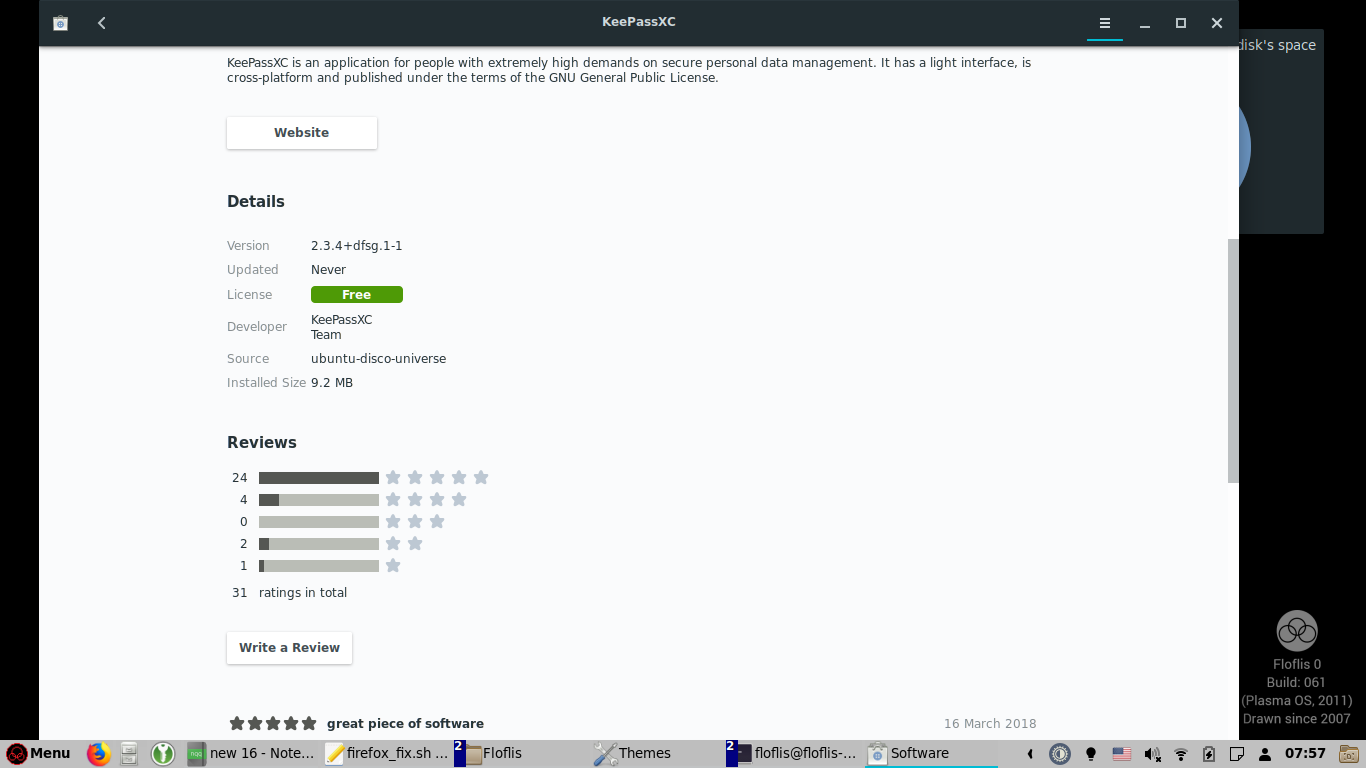 KeePassXC
disk's space
KeePassXC is an application for people with extremely high demands on secure personal data management. It has a light interface, is
cross-platform and published under the terms of the GNU General Public License.
Website
Details
Version 2.3.4+dfsg.1-1
Updated Never
License Free
Developer KeePassXC
Team
Source ubuntu-disco-universe
Installed Size 9.2 MB
Reviews
24
4
0
2
1
31 ratings in total
Write a Review
great piece of software 16 March 2018
Floflis 0
Build: 061
(Plasma OS, 2011)
Drawn since 2007
Menu new 16 - Note... firefox_fix.sh ... 2 Floflis Themes 2 floflis@floflis-... Software 07:57